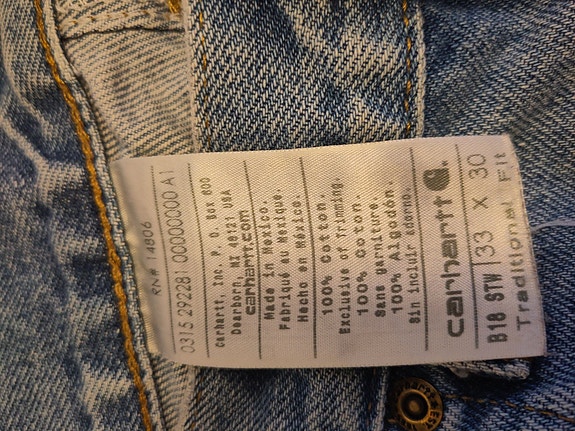 RN# 14806
0315 292281 00000000 A1
Carhartt, Inc. P. O. Box 600
Dearborn, MI 48121 USA
carhartt.com
Made in Mexico.
Fabriqué au Mexique.
Hecho en México.
100% Cotton.
Exclusive of Trimming.
100% Coton.
Sans garniture.
100% Algodón.
Sin incluir adorno.
carhartt
B18 STW 33 X 30
Traditional Fit